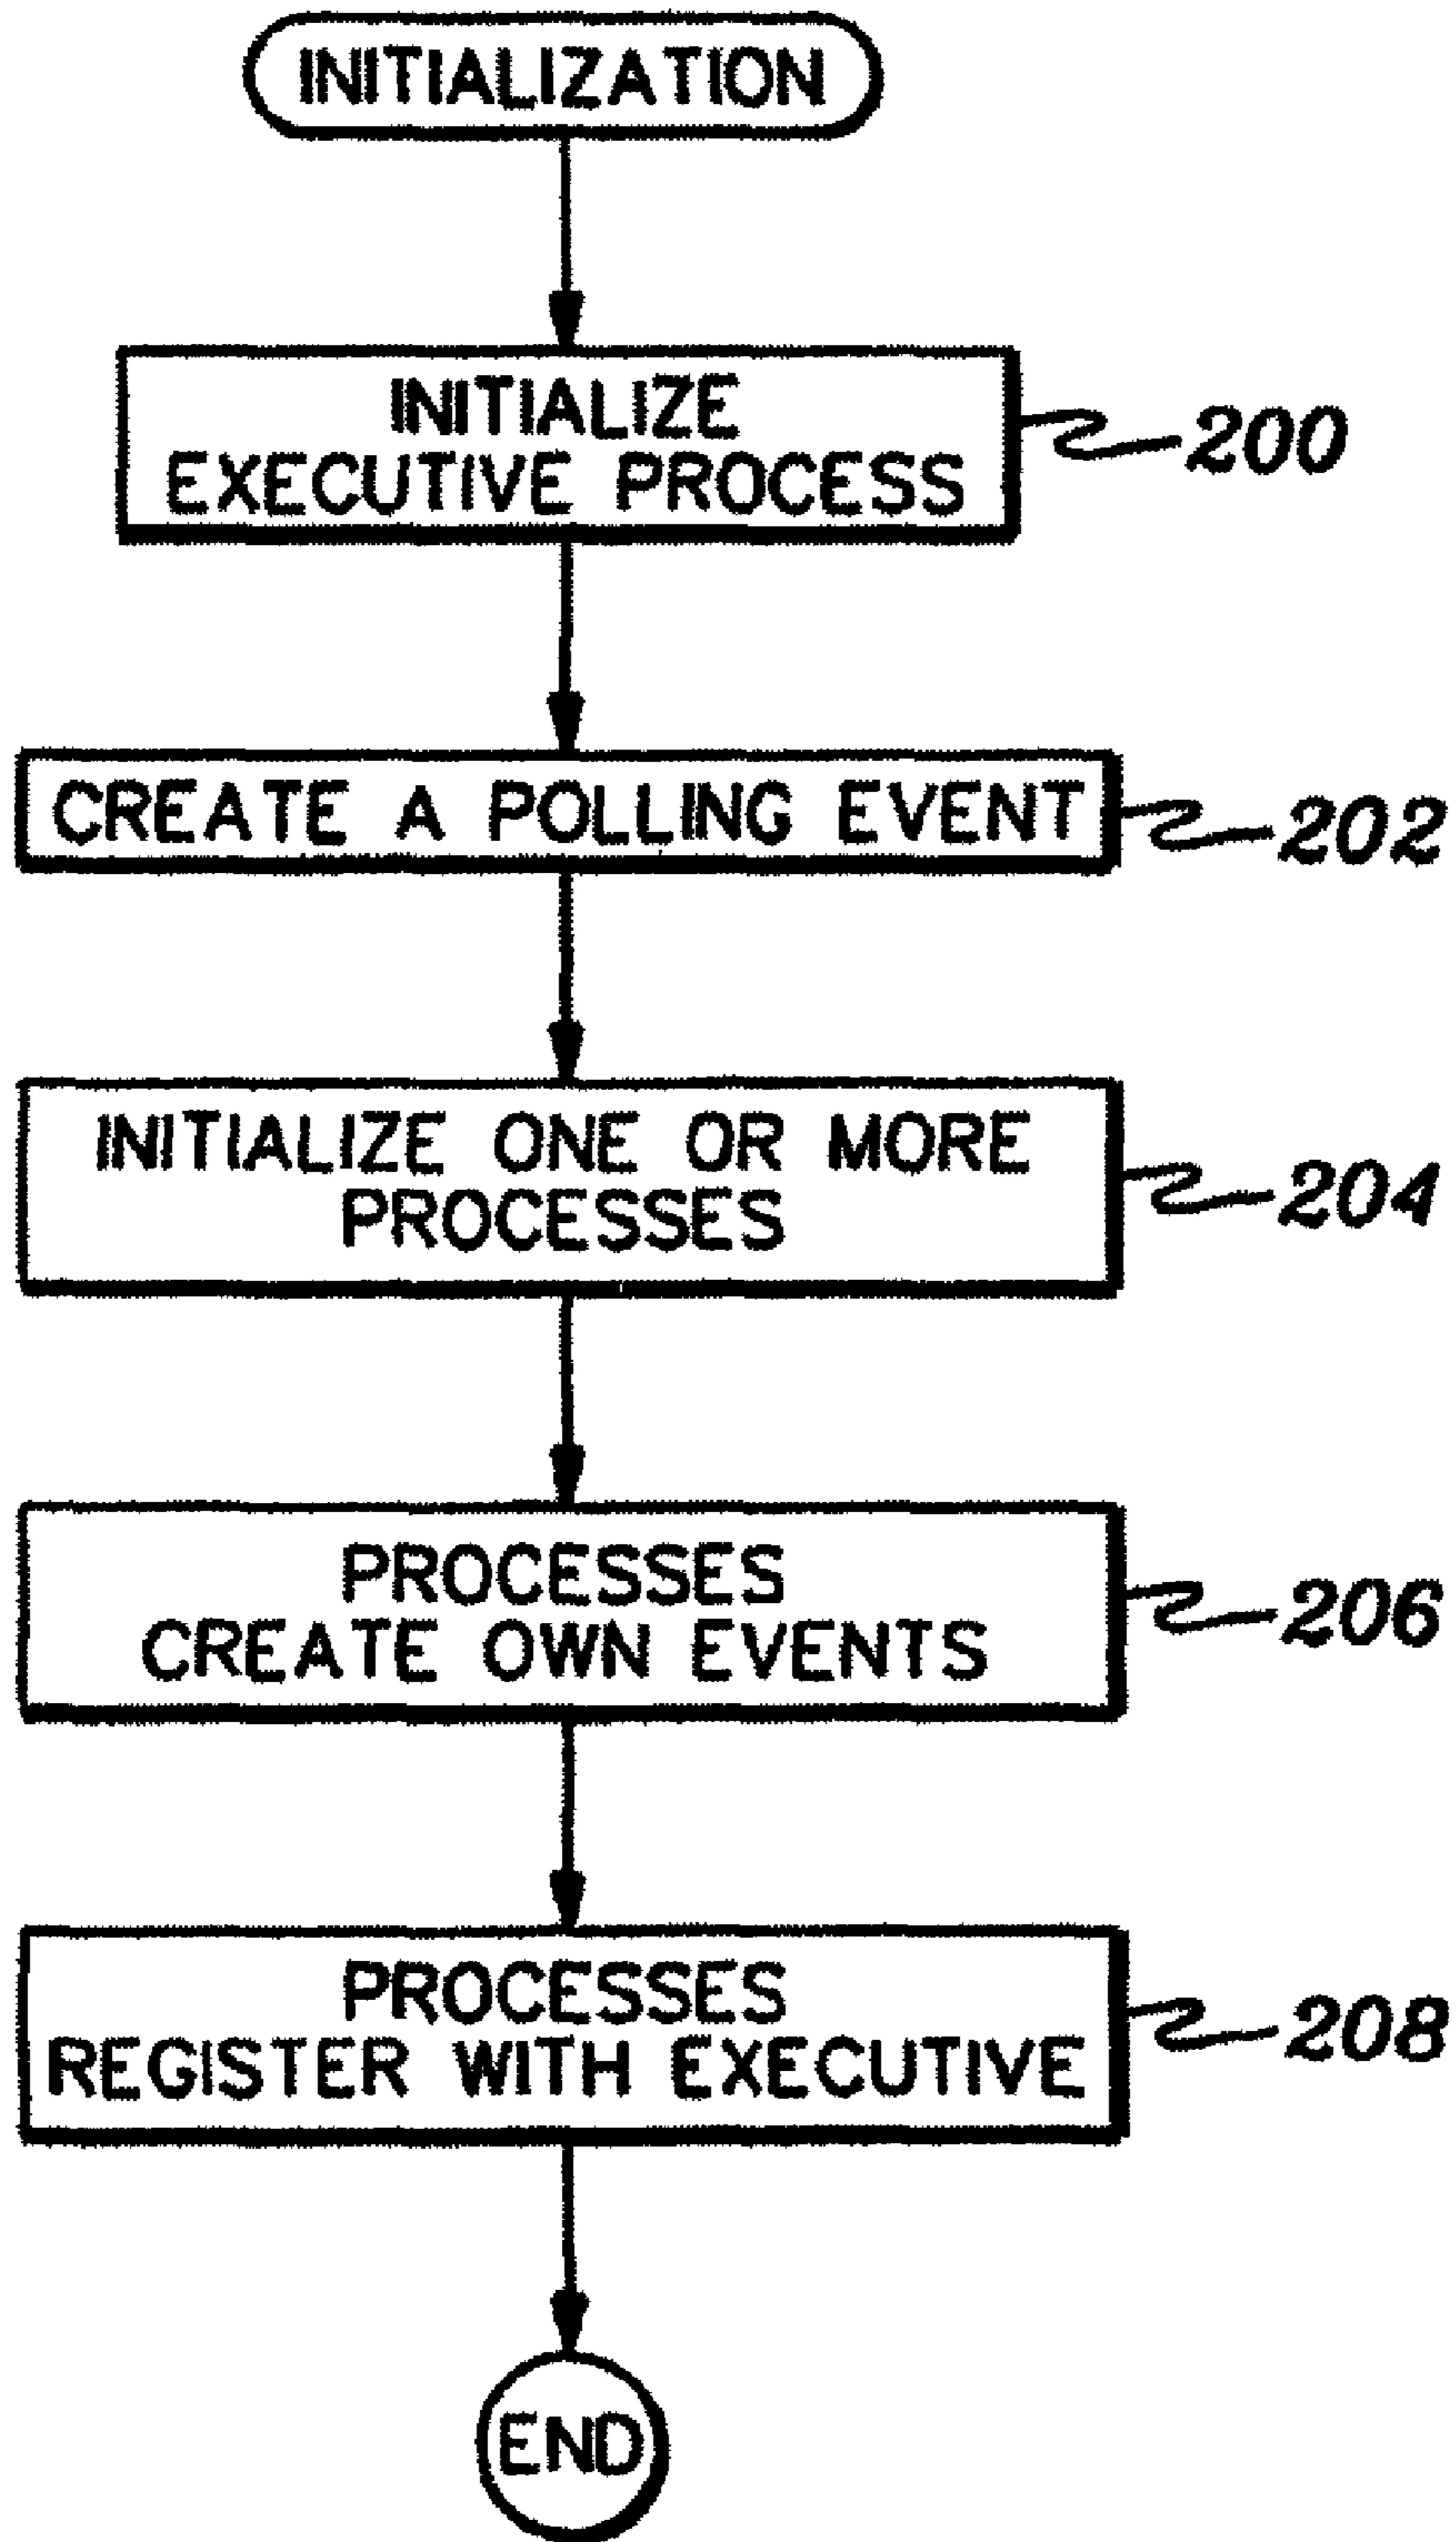 INITIALIZATION
INITIALIZE
EXECUTIVE PROCESS
200
CREATE A POLLING EVENT
202
INITIALIZE ONE OR MORE
PROCESSES
204
PROCESSES
CREATE OWN EVENTS
206
PROCESSES
REGISTER WITH EXECUTIVE
208
END